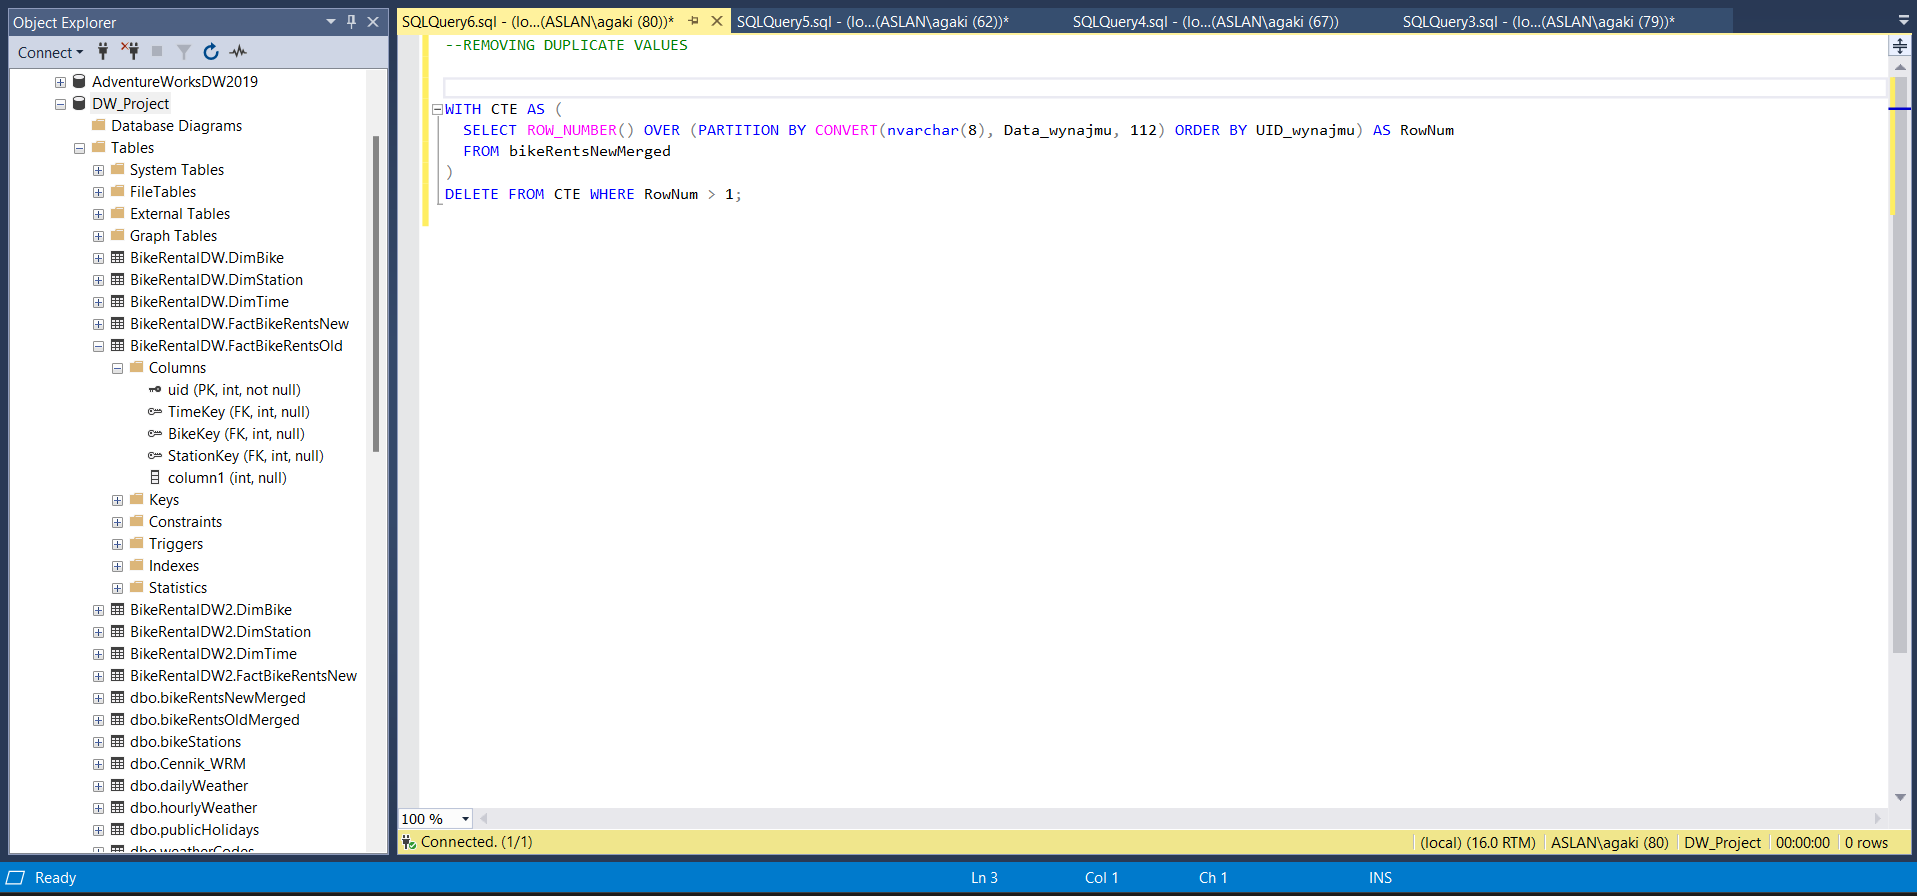 Object Explorer
Connect
AdventureWorksDW2019
DW_Project
Database Diagrams
Tables
System Tables
FileTables
External Tables
Graph Tables
BikeRentalDW.DimBike
BikeRentalDW.DimStation
BikeRentalDW.DimTime
BikeRentalDW.FactBikeRentsNew
BikeRentalDW.FactBikeRentsOld
Columns
uid (PK, int, not null)
TimeKey (FK, int, null)
BikeKey (FK, int, null)
StationKey (FK, int, null)
column1 (int, null)
Keys
Constraints
Triggers
Indexes
Statistics
BikeRentalDW2.DimBike
BikeRentalDW2.DimStation
BikeRentalDW2.DimTime
BikeRentalDW2.FactBikeRentsNew
dbo.bikeRentsNewMerged
dbo.bikeRentsOldMerged
dbo.bikeStations
dbo.Cennik_WRM
dbo.dailyWeather
dbo.hourlyWeather
dbo.publicHolidays
dbo.weatherCodes
SQLQuery6.sql - (lo...(ASLAN\agaki (80))* SQLQuery5.sql - (lo...(ASLAN\agaki (62))* SQLQuery4.sql - (lo...(ASLAN\agaki (67)) SQLQuery3.sql - (lo...(ASLAN\agaki (79))*
--REMOVING DUPLICATE VALUES
WITH CTE AS (
SELECT ROW_NUMBER() OVER (PARTITION BY CONVERT(nvarchar(8), Data_wynajmu, 112) ORDER BY UID_wynajmu) AS RowNum
FROM bikeRentsNewMerged
)
DELETE FROM CTE WHERE RowNum > 1;
100 %
Connected. (1/1) (local) (16.0 RTM) ASLAN\agaki (80) DW_Project 00:00:00 0 rows
Ready Ln 3 Col 1 Ch 1 INS